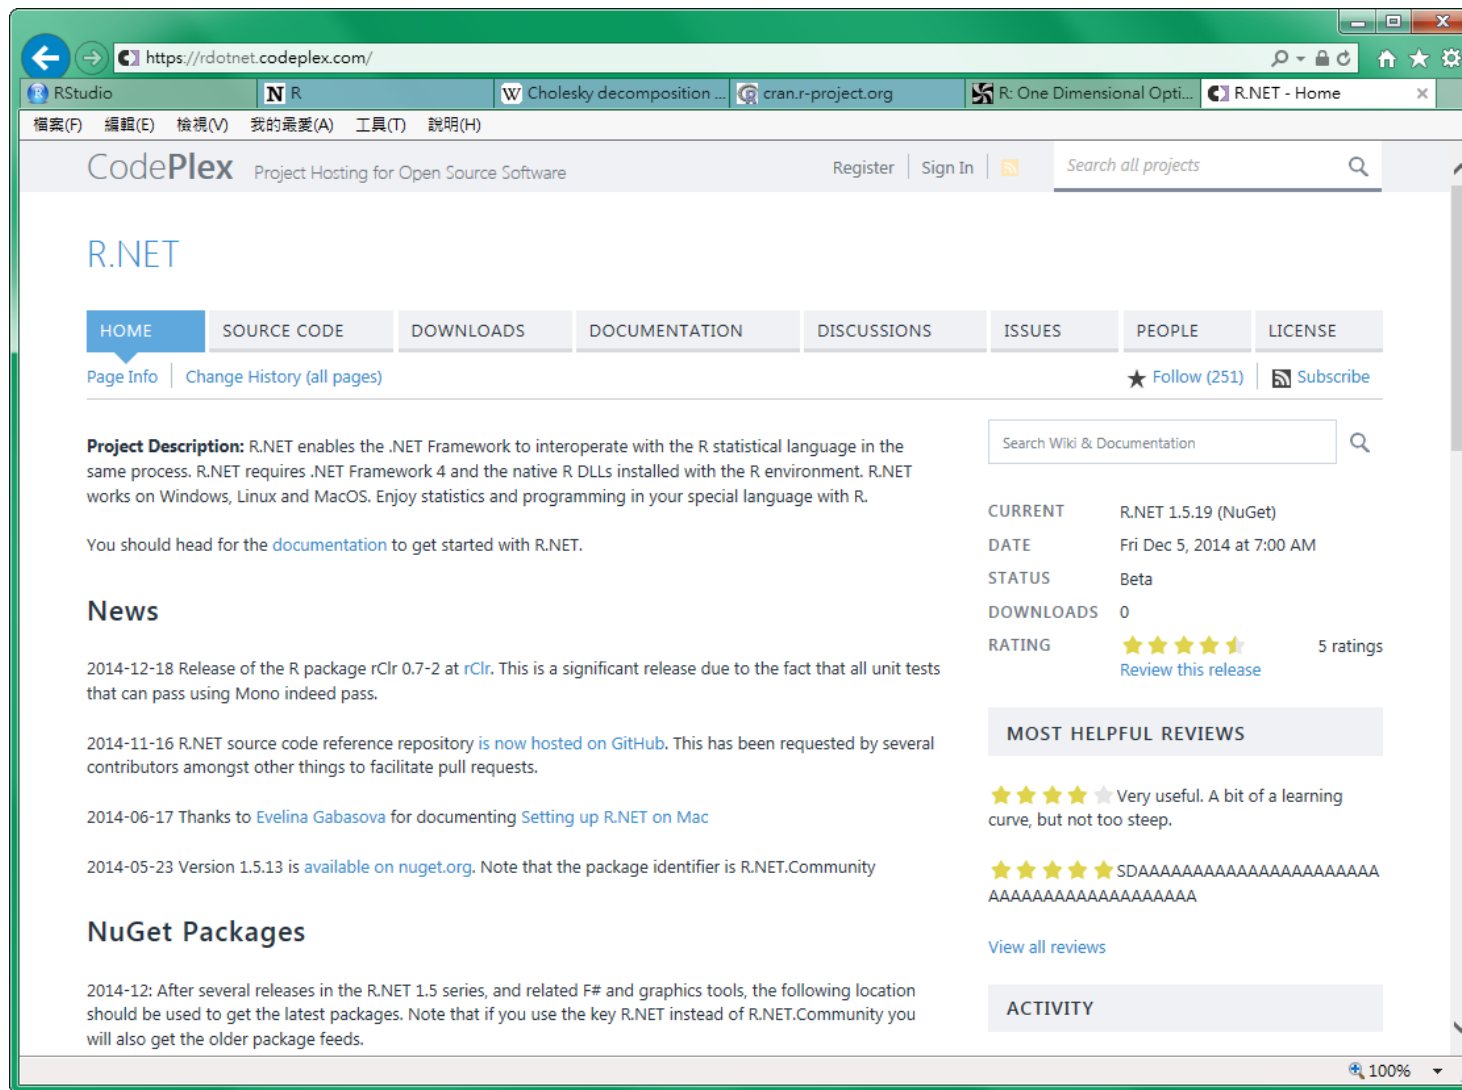 https://rdotnet.codeplex.com/
RStudio
N R
W Cholesky decomposition ...
cran.r-project.org
R: One Dimensional Opti...
R.NET - Home
檔案(F) 編輯(E) 檢視(V) 我的最愛(A) 工具(T) 說明(H)
CodePlex Project Hosting for Open Source Software
Register Sign In
Search all projects
R.NET
HOME SOURCE CODE DOWNLOADS DOCUMENTATION DISCUSSIONS ISSUES PEOPLE LICENSE
Page Info Change History (all pages)
Follow (251) Subscribe
Project Description: R.NET enables the .NET Framework to interoperate with the R statistical language in the
same process. R.NET requires .NET Framework 4 and the native R DLLs installed with the R environment. R.NET
works on Windows, Linux and MacOS. Enjoy statistics and programming in your special language with R.
You should head for the documentation to get started with R.NET.
News
2014-12-18 Release of the R package rClr 0.7-2 at rClr. This is a significant release due to the fact that all unit tests
that can pass using Mono indeed pass.
2014-11-16 R.NET source code reference repository is now hosted on GitHub. This has been requested by several
contributors amongst other things to facilitate pull requests.
2014-06-17 Thanks to Evelina Gabasova for documenting Setting up R.NET on Mac
2014-05-23 Version 1.5.13 is available on nuget.org. Note that the package identifier is R.NET.Community
NuGet Packages
2014-12: After several releases in the R.NET 1.5 series, and related F# and graphics tools, the following location
should be used to get the latest packages. Note that if you use the key R.NET instead of R.NET.Community you
will also get the older package feeds.
Search Wiki & Documentation
CURRENT R.NET 1.5.19 (NuGet)
DATE Fri Dec 5, 2014 at 7:00 AM
STATUS Beta
DOWNLOADS 0
RATING 5 ratings
Review this release
MOST HELPFUL REVIEWS
Very useful. A bit of a learning
curve, but not too steep.
SDAAAAAAAAAAAAAAAAAAAAAA
AAAAAAAAAAAAAAAAAAA
View all reviews
ACTIVITY
100%